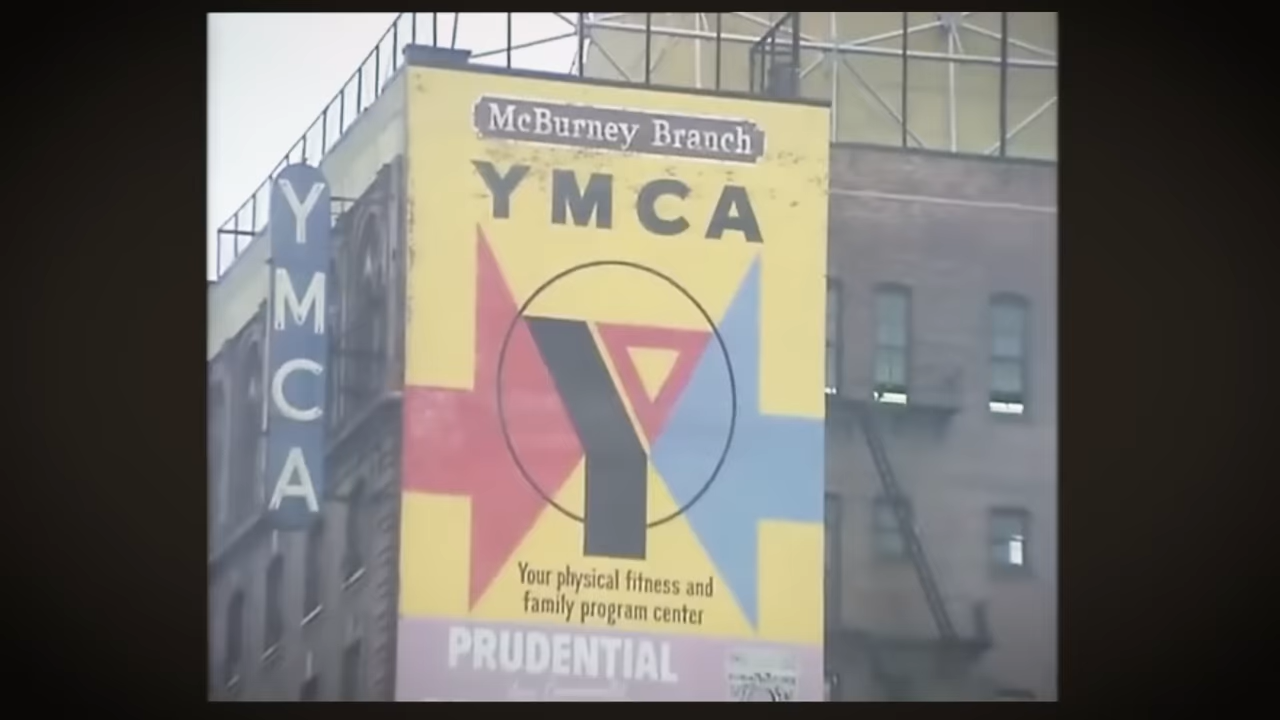 McBurney Branch
YMCA
YMCA
Your physical fitness and
family program center
PRUDENTIAL